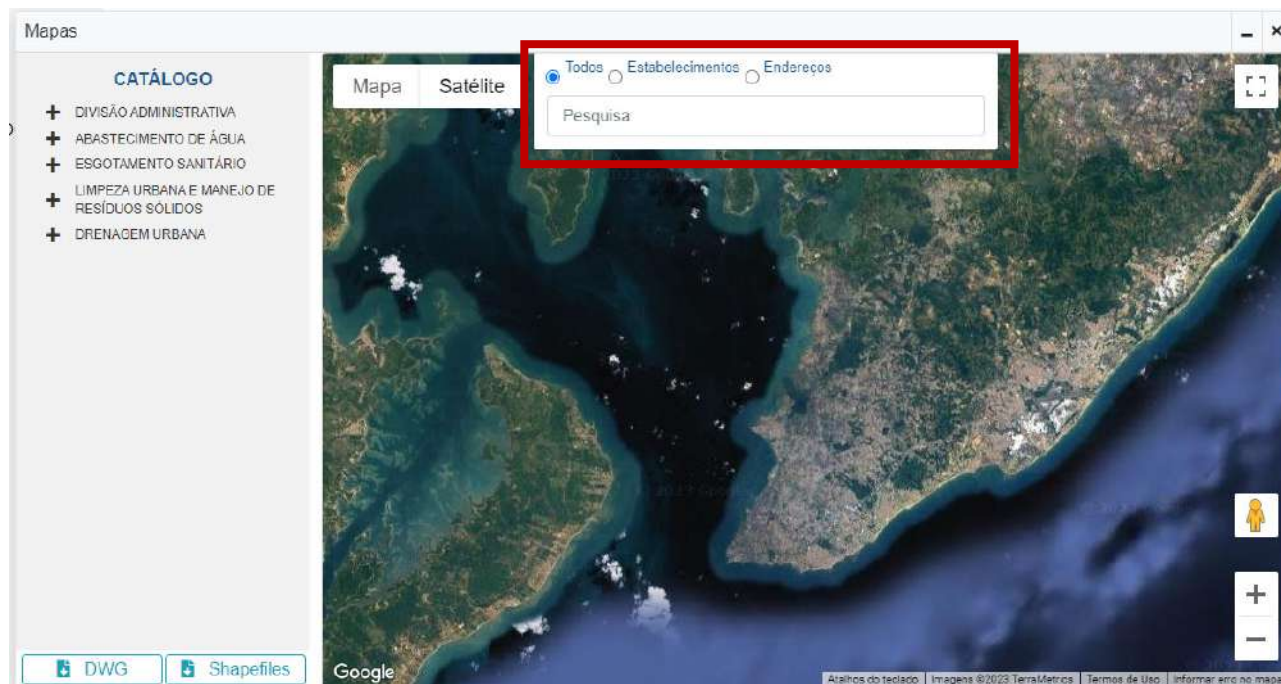 Mapas
CATÁLOGO
DIVISÃO ADMINISTRATIVA
ABASTECIMENTO DE ÁGUA
ESGOTAMENTO SANITÁRIO
LIMPEZA URBANA E MANEJO DE
RESÍDUOS SÓLIDOS
DRENAGEM URBANA
DWG
Shapefiles
Mapa
Satélite
Todos
Estabelecimentos
Endereços
Pesquisa
Google
Atalhos do teclado
Imagens ©2023 TerraMetrics
Termos de Uso
Informar erro no mapa